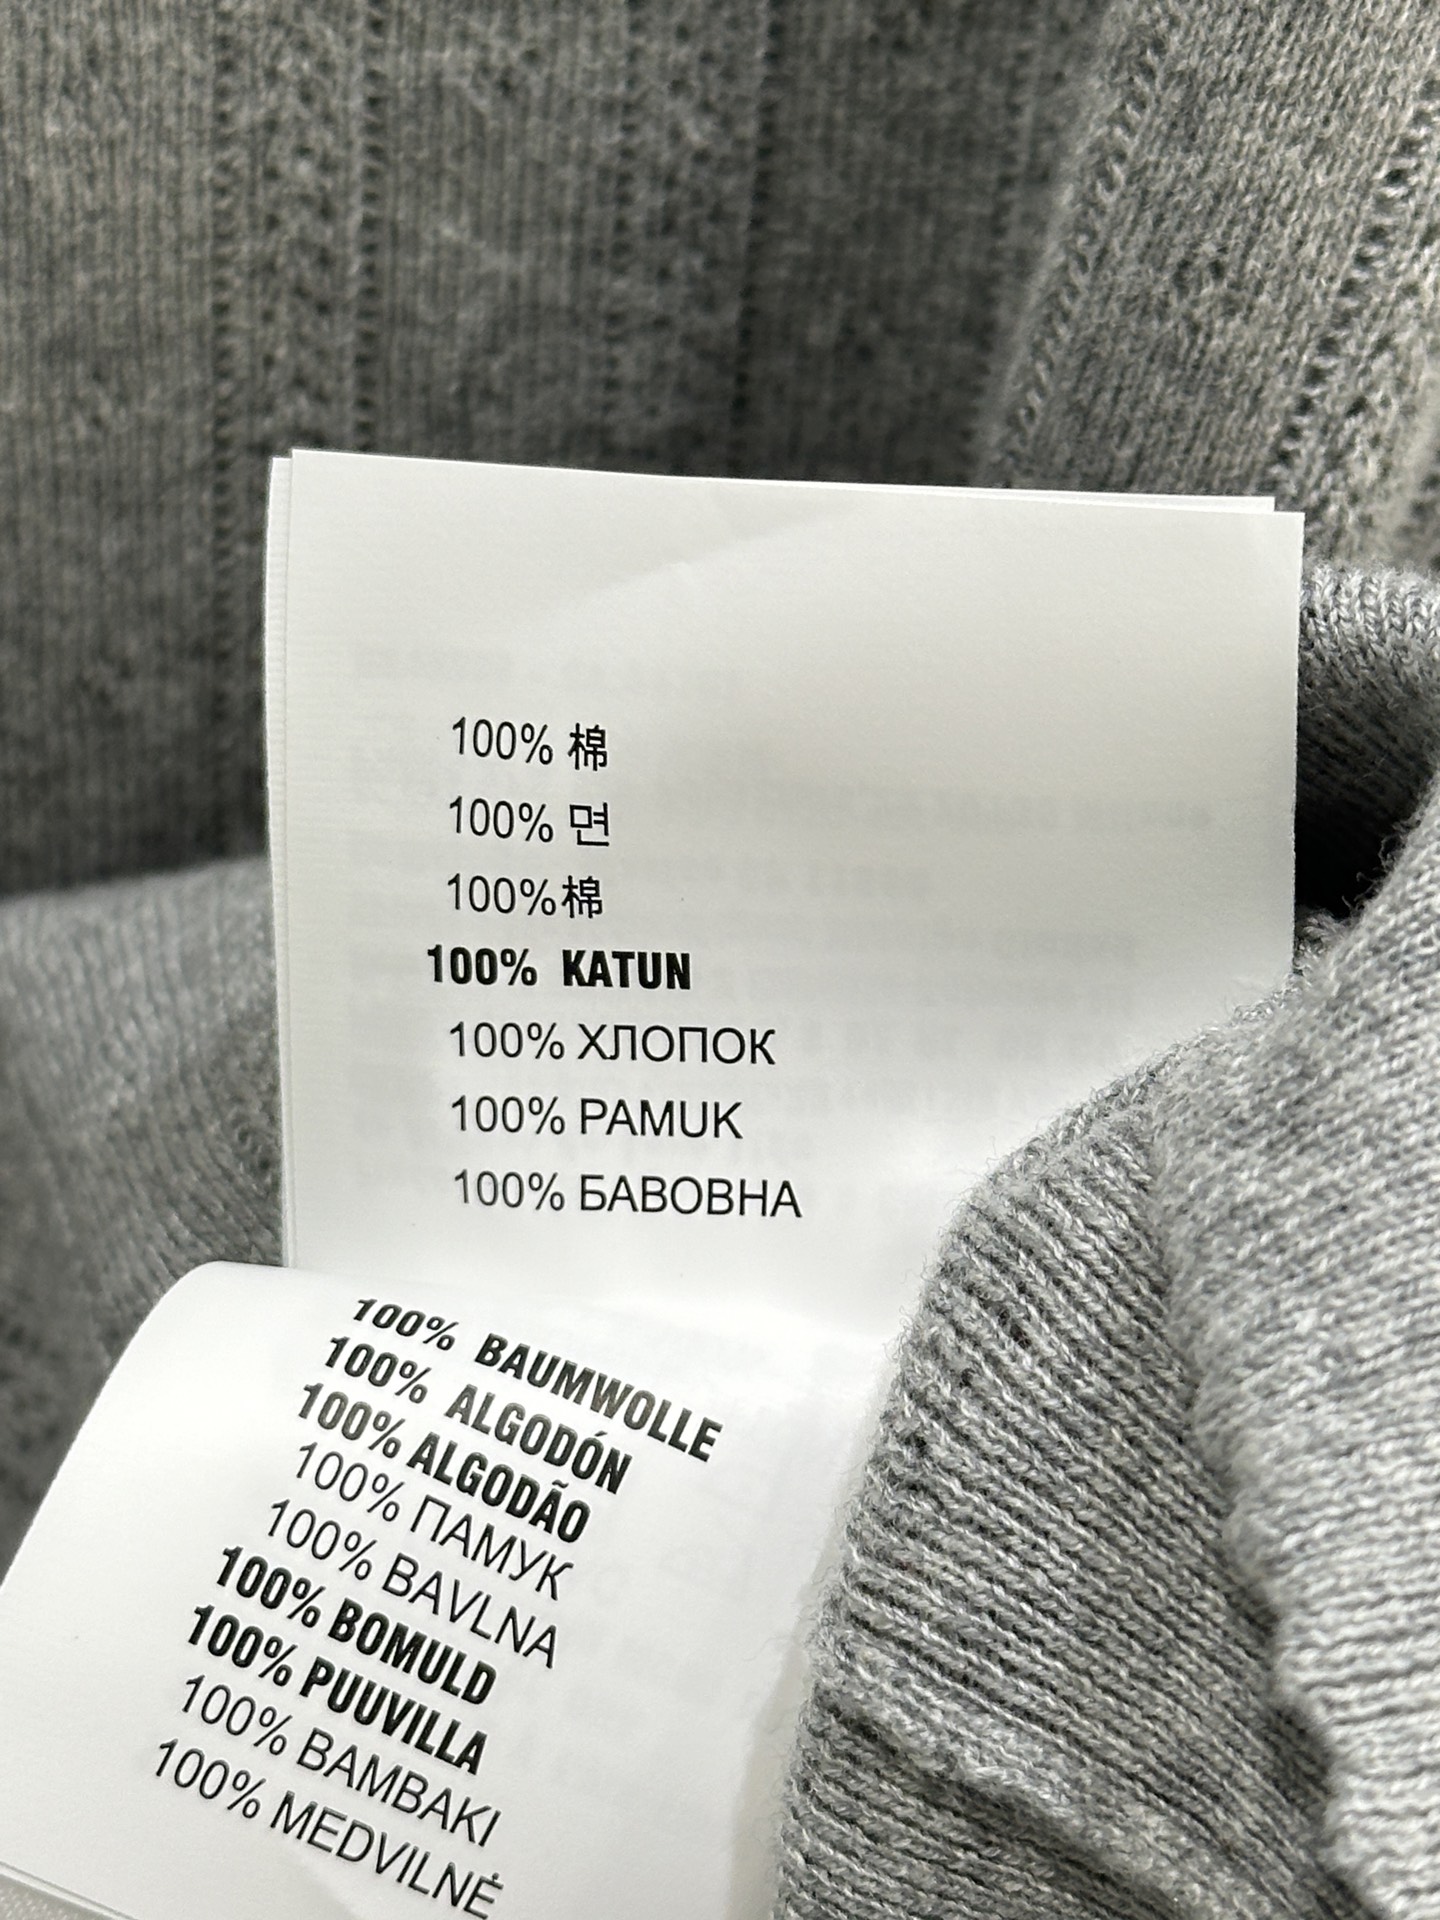 100% 棉
100% 면
100%棉
100% KATUN
100% ХЛОПОК
100% PAMUK
100% БАВОВНА
100% BAUMWOLLE
100% ALGODÓN
100% ALGODÃO
100% ПАМУК
100% BAVLNA
100% BOMULD
100% PUUVILLA
100% BAMBAKI
100% MEDVILNĖ